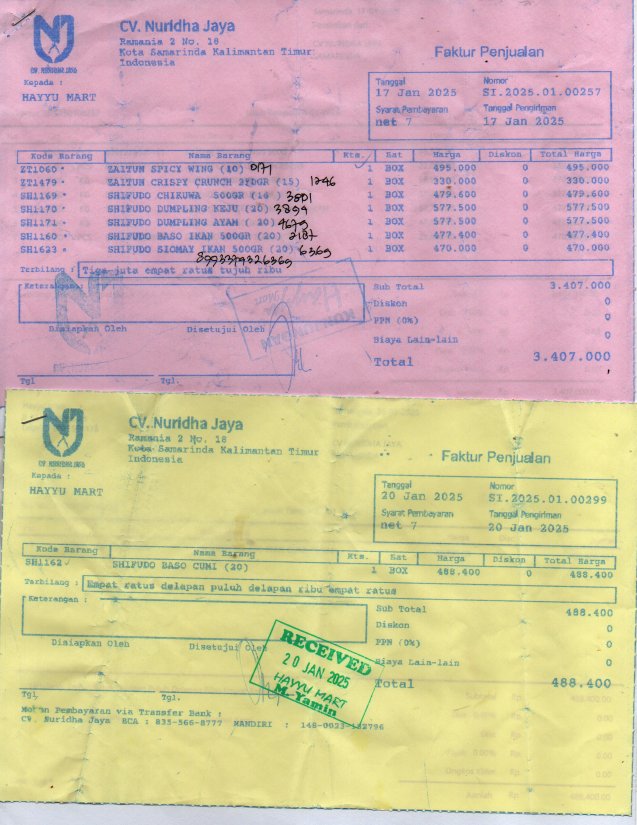 CV. NURIDHA JAYA
CV. Nuridha Jaya
Ramania 2 No. 18
Kota Samarinda Kalimantan Timur
Indonesia
Faktur Penjualan
Kepada :
HAYYU MART
Tanggal Nomor
17 Jan 2025 SI.2025.01.00257
Syarat Pembayaran Tanggal Pengiriman
net 7 17 Jan 2025
Kode Barang Nama Barang Kts. Sat Harga Diskon Total Harga
ZT1060 ZAITUN SPICY WING (10) 0171 1 BOX 495.000 0 495.000
ZT1479 ZAITUN CRISPY CRUNCH 250GR (15) 1246 1 BOX 330.000 0 330.000
SH1169 SHIFUDO CHIKUWA 500GR 3501 1 BOX 479.600 0 479.600
SH1170 SHIFUDO DUMPLING KEJU (20) 3899 1 BOX 577.500 0 577.500
SH1171 SHIFUDO DUMPLING AYAM ( 20) 1 BOX 577.500 0 577.500
SH1160 SHIFUDO BASO IKAN 500GR (20) 2187 1 BOX 477.400 0 477.400
SH1623 SHIFUDO SIOMAY IKAN 500GR (20) 6369 1 BOX 470.000 0 470.000
Terbilang : Tiga juta empat ratus tujuh ribu
Keterangan :
Sub Total 3.407.000
Diskon 0
PPN (0%) 0
Biaya Lain-lain 0
Total 3.407.000
Disiapkan Oleh Disetujui Oleh
Tgl Tgl.
CV. NURIDHA JAYA
CV. Nuridha Jaya
Ramania 2 No. 18
Kota Samarinda Kalimantan Timur
Indonesia
Faktur Penjualan
Kepada :
HAYYU MART
Tanggal Nomor
20 Jan 2025 SI.2025.01.00299
Syarat Pembayaran Tanggal Pengiriman
net 7 20 Jan 2025
Kode Barang Nama Barang Kts. Sat Harga Diskon Total Harga
SH1162 SHIFUDO BASO CUMI (20) 1 BOX 488.400 0 488.400
Terbilang : Empat ratus delapan puluh delapan ribu empat ratus
Keterangan :
Sub Total 488.400
Diskon 0
PPN (0%) 0
Biaya Lain-lain 0
Total 488.400
Disiapkan Oleh Disetujui Oleh
RECEIVED
20 JAN 2025
HAYYU MART
M. Yamin
Tgl Tgl.
Mohon Pembayaran via Transfer Bank :
CV. Nuridha Jaya BCA : 835-566-8777 MANDIRI :